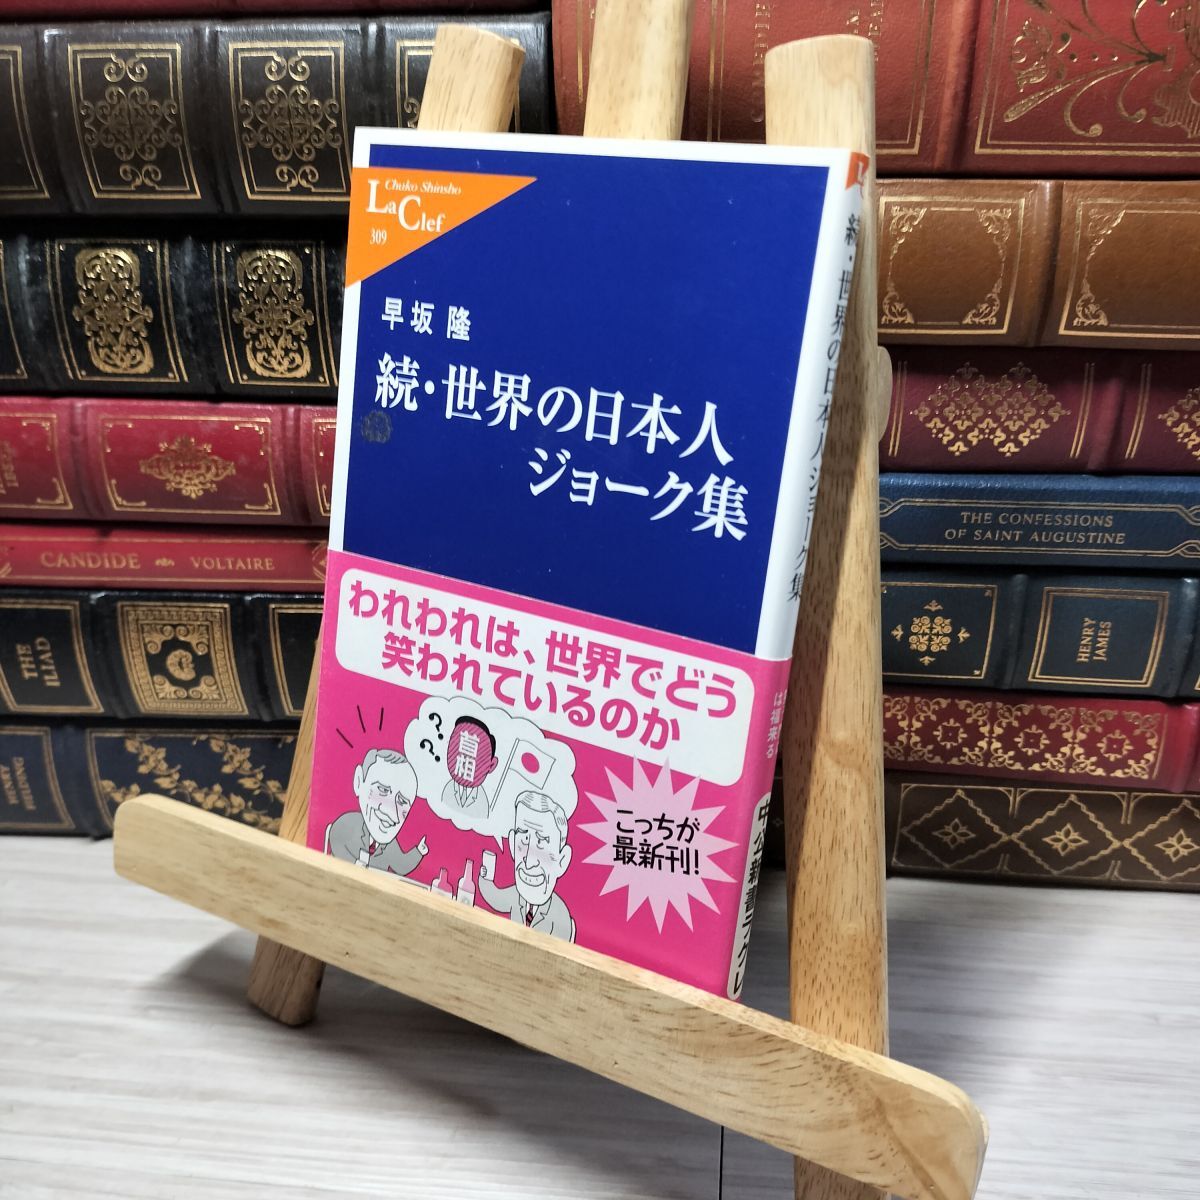 Chuko Shinsho
La Clef
309
早坂 隆
続・世界の日本人
ジョーク集
われわれは、世界でどう
笑われているのか
???
首相
こっちが
最新刊!
続・世界の日本人ジョーク集
は福来る
中公新書ラクレ
CANDIDE
VOLTAIRE
THE
ILIAD
HENRY
THE CONFESSIONS
OF SAINT AUGUSTINE
HENRY
JAMES